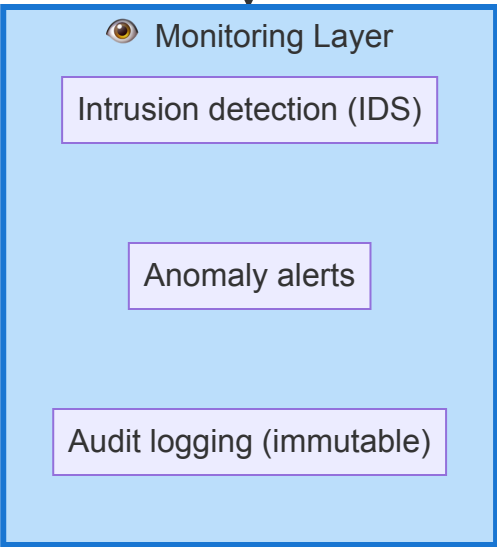 👁️ Monitoring Layer
Intrusion detection (IDS)
Anomaly alerts
Audit logging (immutable)